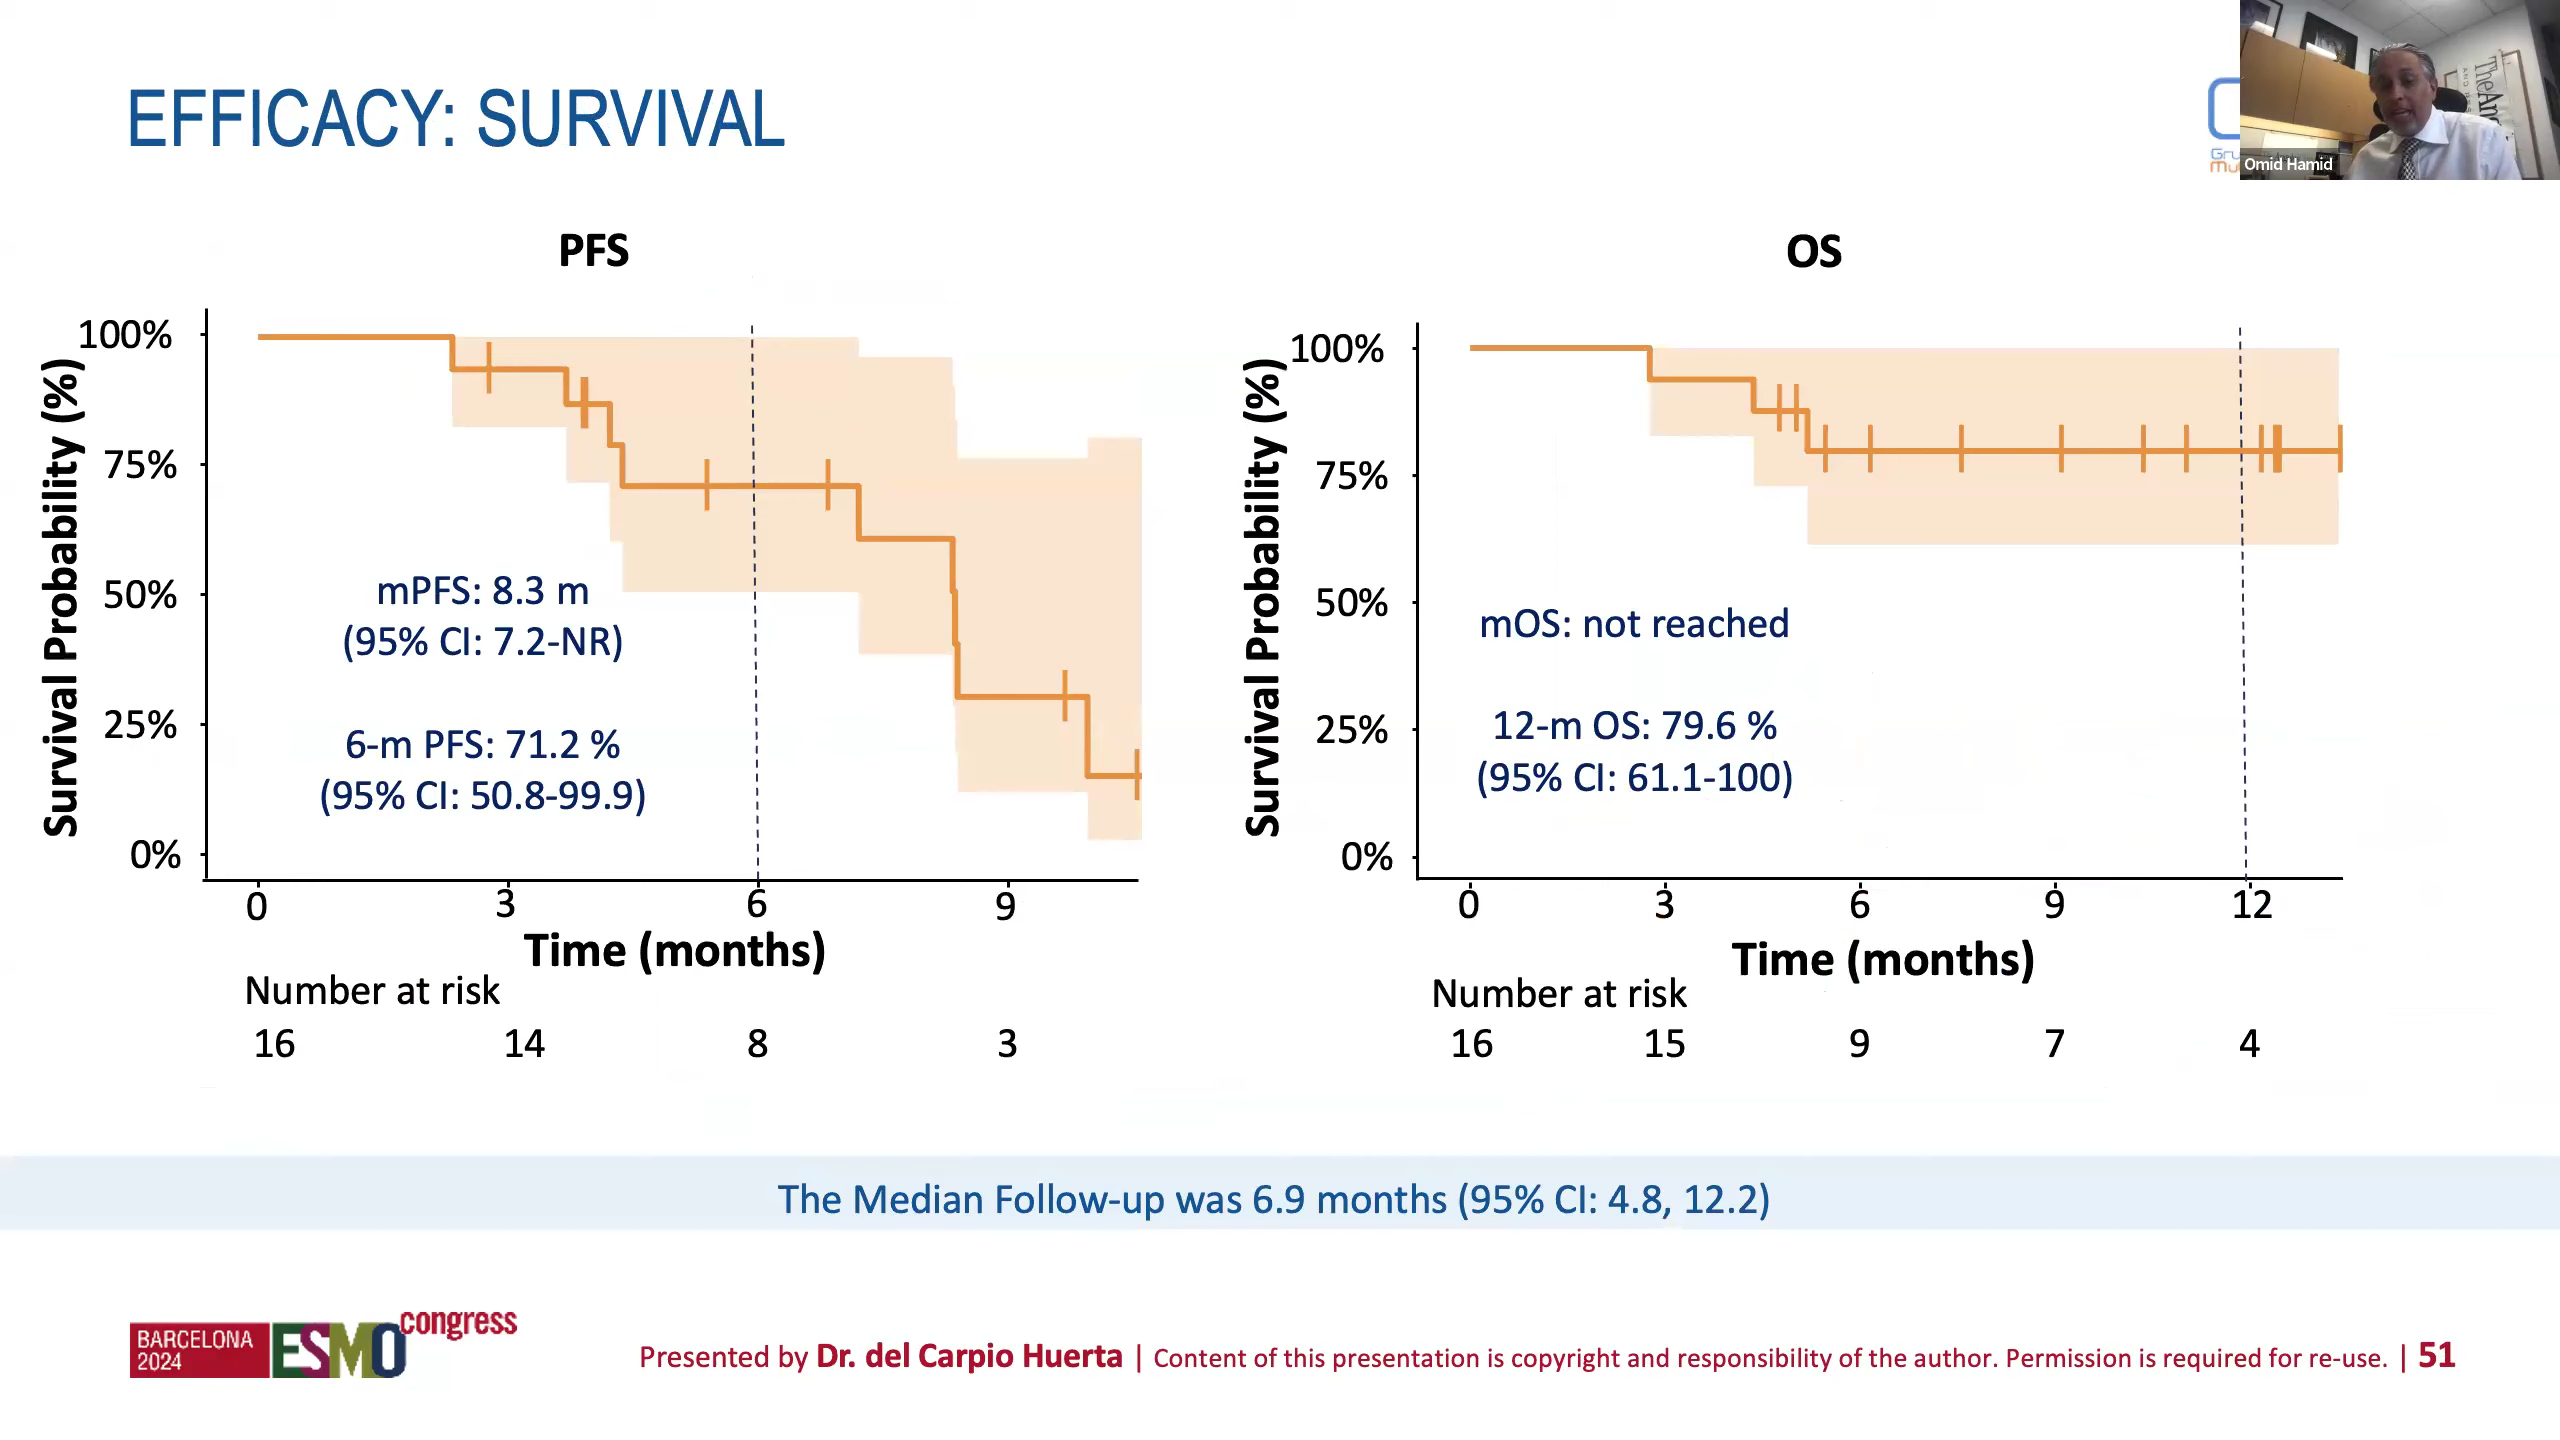 EFFICACY: SURVIVAL
Omid Hamid
PFS
Survival Probability (%)
100%
75%
50%
25%
0%
mPFS: 8.3 m
(95% CI: 7.2-NR)
6-m PFS: 71.2 %
(95% CI: 50.8-99.9)
0 3 6 9
Time (months)
Number at risk
16 14 8 3
OS
Survival Probability (%)
100%
75%
50%
25%
0%
mOS: not reached
12-m OS: 79.6 %
(95% CI: 61.1-100)
0 3 6 9 12
Time (months)
Number at risk
16 15 9 7 4
The Median Follow-up was 6.9 months (95% CI: 4.8, 12.2)
BARCELONA
2024
ESMO congress
Presented by Dr. del Carpio Huerta | Content of this presentation is copyright and responsibility of the author. Permission is required for re-use. | 51